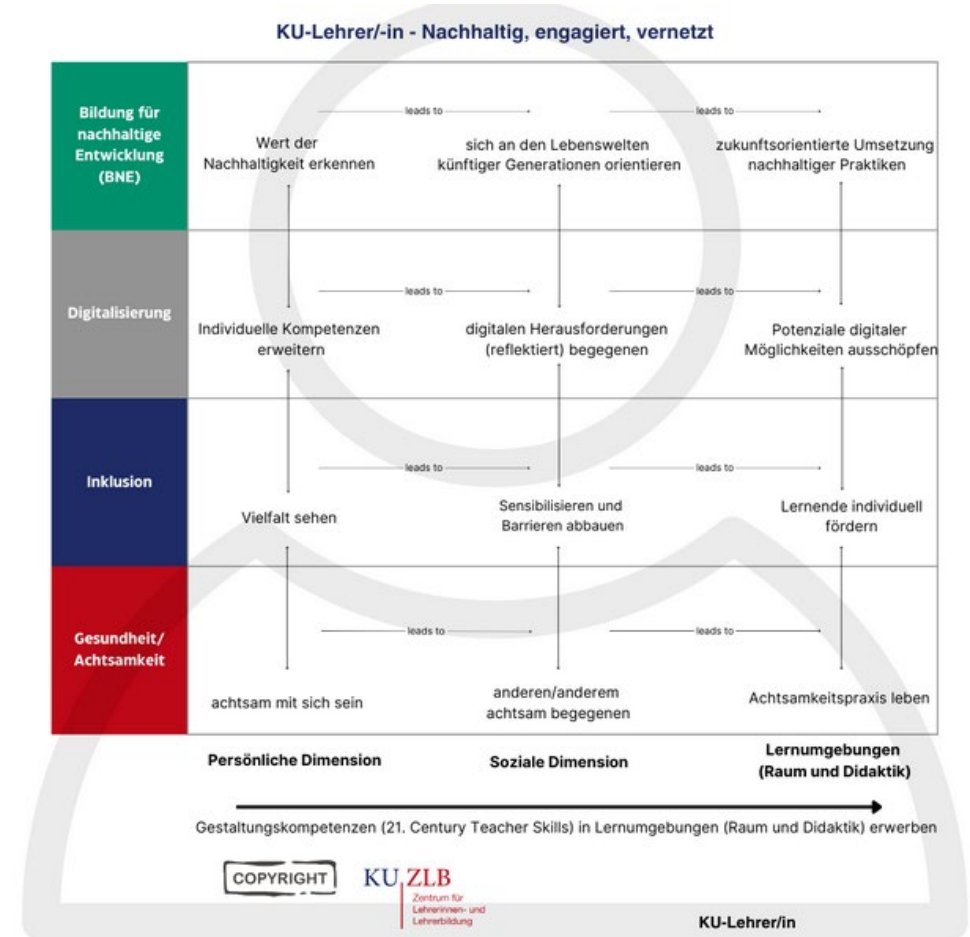 KU-Lehrer/-in - Nachhaltig, engagiert, vernetzt
Bildung für
nachhaltige
Entwicklung
(BNE)
leads to
leads to
Wert der
Nachhaltigkeit erkennen
sich an den Lebenswelten
künftiger Generationen orientieren
zukunftsorientierte Umsetzung
nachhaltiger Praktiken
Digitalisierung
leads to
leads to
Individuelle Kompetenzen
erweitern
digitalen Herausforderungen
(reflektiert) begegenen
Potenziale digitaler
Möglichkeiten ausschöpfen
Inklusion
leads to
leads to
Vielfalt sehen
Sensibilisieren und
Barrieren abbauen
Lernende individuell
fördern
Gesundheit/
Achtsamkeit
leads to
leads to
achtsam mit sich sein
anderen/anderem
achtsam begegenen
Achtsamkeitspraxis leben
Persönliche Dimension
Soziale Dimension
Lernumgebungen
(Raum und Didaktik)
Gestaltungskompetenzen (21. Century Teacher Skills) in Lernumgebungen (Raum und Didaktik) erwerben
COPYRIGHT
KU ZLB
Zentrum für
Lehrerinnen- und
Lehrerbildung
KU-Lehrer/in